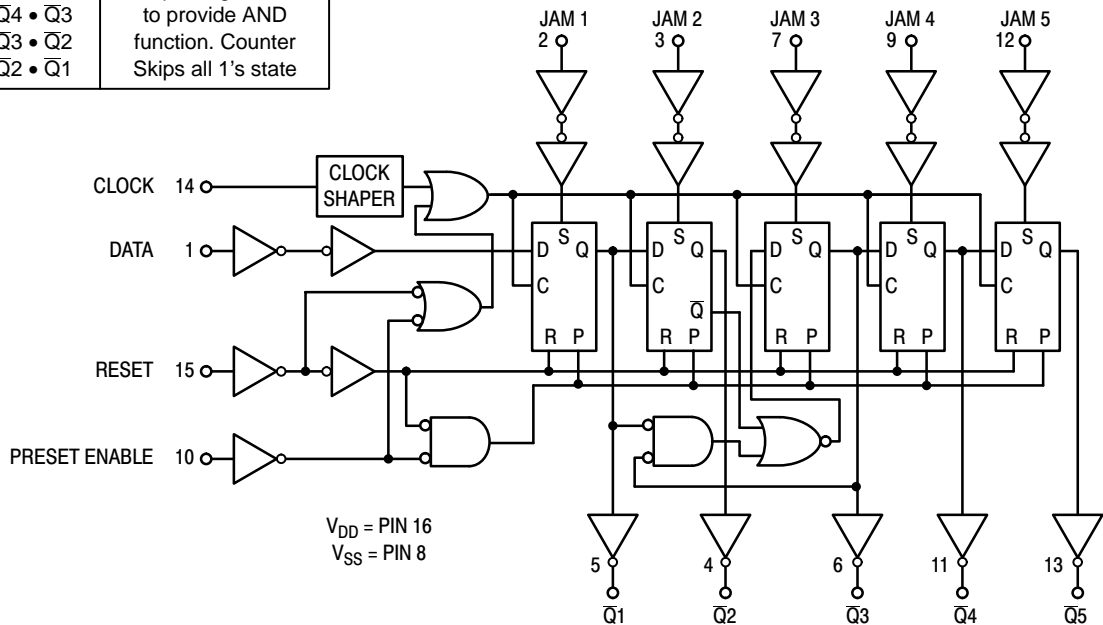 Q̅4 • Q̅3
Q̅3 • Q̅2
Q̅2 • Q̅1
to provide AND
function. Counter
Skips all 1's state
JAM 1
2
JAM 2
3
JAM 3
7
JAM 4
9
JAM 5
12
CLOCK 14
CLOCK
SHAPER
DATA 1
S
D Q
C
R P
S
D Q
C
Q̅
R P
S
D Q
C
R P
S
D Q
C
R P
S
D Q
C
R P
RESET 15
PRESET ENABLE 10
VDD = PIN 16
VSS = PIN 8
5
4
6
11
13
Q̅1
Q̅2
Q̅3
Q̅4
Q̅5